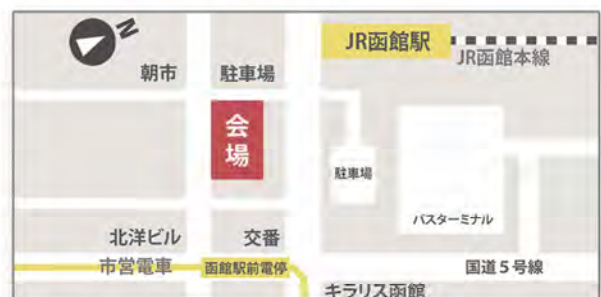 N
JR函館駅
JR函館本線
朝市
駐車場
会
場
駐車場
バスターミナル
北洋ビル
交番
市営電車
函館駅前電停
国道5号線
キラリス函館